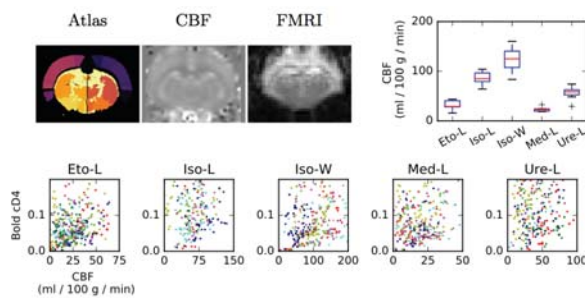 Atlas CBF FMRI
CBF
(ml / 100 g / min)
200
100
0
Eto-L Iso-L Iso-W Med-L Ure-L
Eto-L Iso-L Iso-W Med-L Ure-L
Bold cD4
0.1 0.1 0.1 0.1 0.1
0.0 0.0 0.0 0.0 0.0
0 25 50 75 0 75 150 0 100 200 0 25 50 0 50 100
CBF
(ml / 100 g / min)